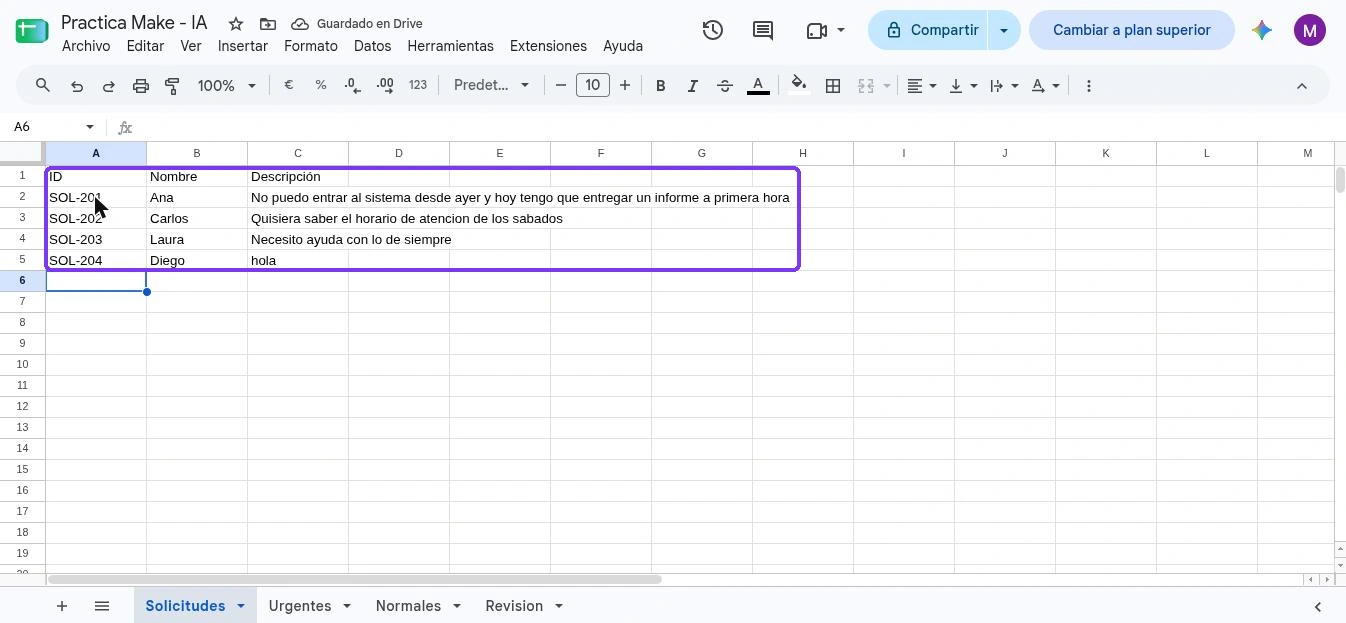 Practica Make - IA
Guardado en Drive
Archivo Editar Ver Insertar Formato Datos Herramientas Extensiones Ayuda
Compartir
Cambiar a plan superior
M
100% € % .0 .00 123 Predet... 10 B I S A
A6 fx
A B C D E F G H I J K L M
1 ID Nombre Descripción
2 SOL-201 Ana No puedo entrar al sistema desde ayer y hoy tengo que entregar un informe a primera hora
3 SOL-202 Carlos Quisiera saber el horario de atencion de los sabados
4 SOL-203 Laura Necesito ayuda con lo de siempre
5 SOL-204 Diego hola
6
7
8
9
10
11
12
13
14
15
16
17
18
19
20
Solicitudes Urgentes Normales Revision